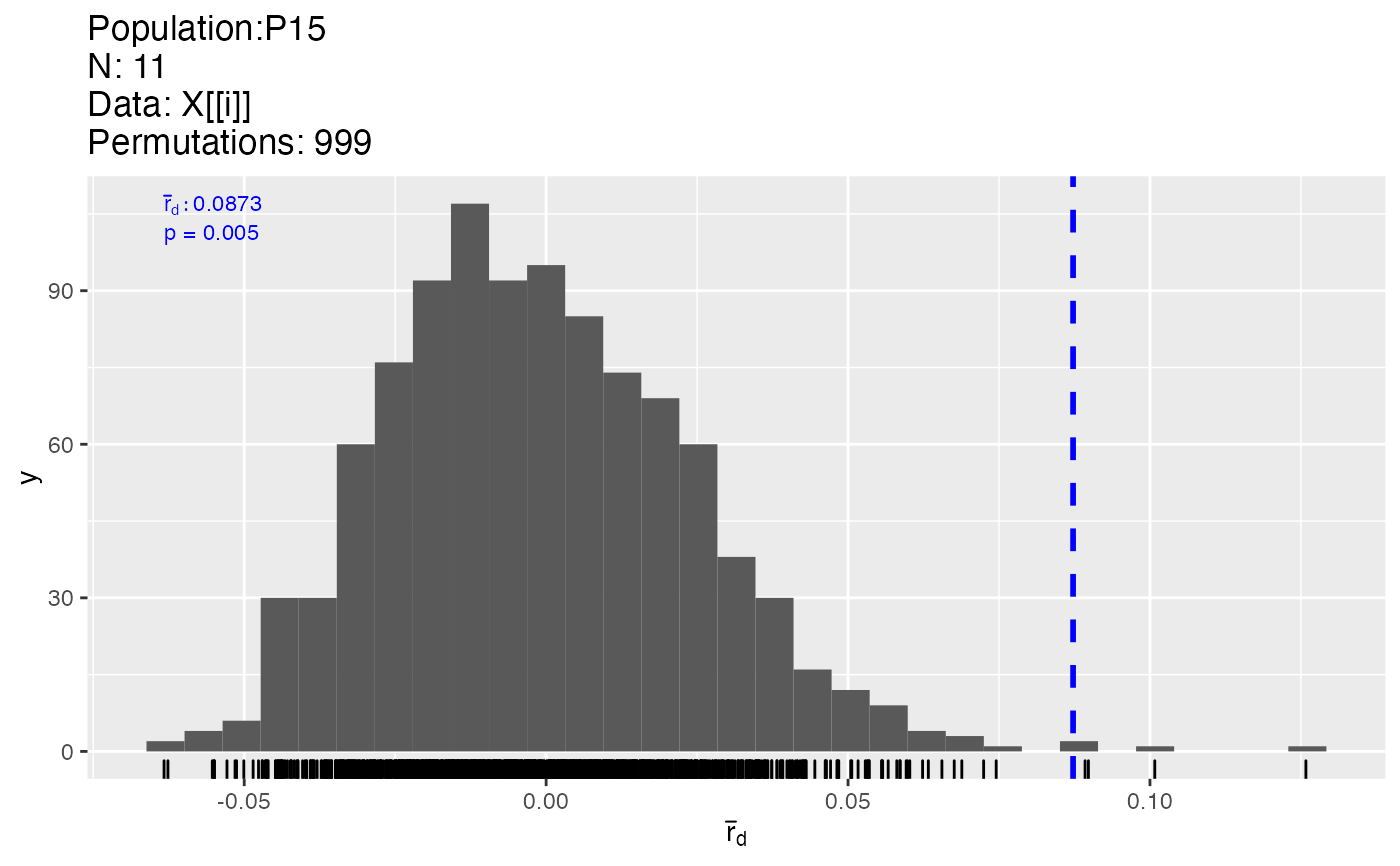 Population:P15
N: 11
Data: X[[i]]
Permutations: 999
r̄d : 0.0873
p = 0.005
90
60
30
0
y
-0.05 0.00 0.05 0.10
r̄d